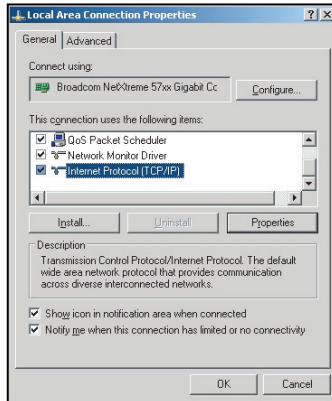 Local Area Connection Properties
General Advanced
Connect using:
Broadcom NetXtreme 57xx Gigabit Cc Configure...
This connection uses the following items:
QoS Packet Scheduler
Network Monitor Driver
Internet Protocol (TCP/IP)
Install... Uninstall Properties
Description
Transmission Control Protocol/Internet Protocol. The default
wide area network protocol that provides communication
across diverse interconnected networks.
Show icon in notification area when connected
Notify me when this connection has limited or no connectivity
OK Cancel